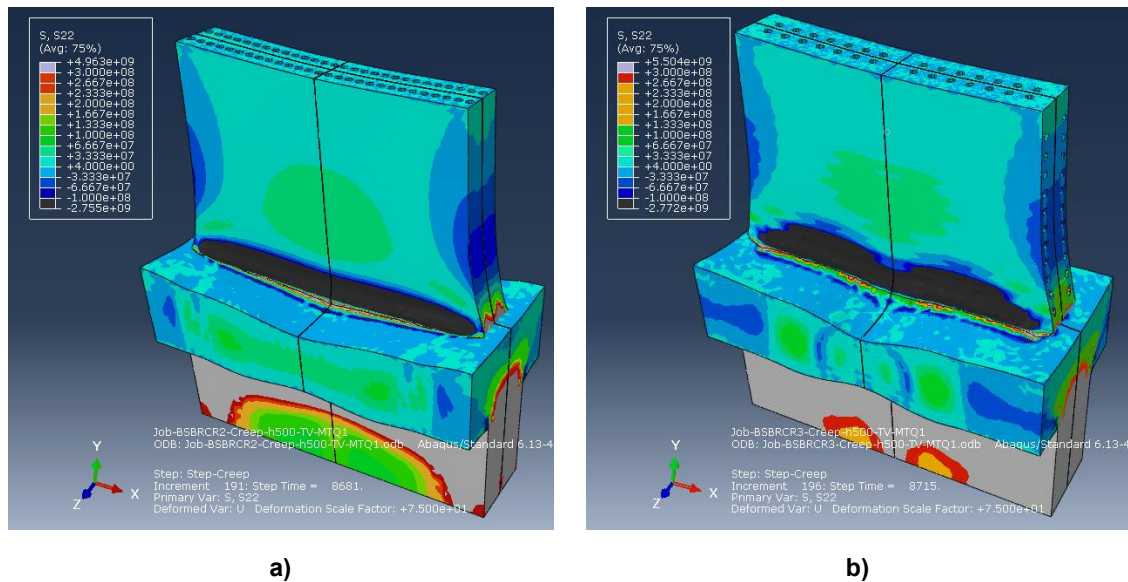 S, S22
(Avg: 75%)
+4.963e+09
+3.000e+08
+2.667e+08
+2.333e+08
+2.000e+08
+1.667e+08
+1.333e+08
+1.000e+08
+6.667e+07
+3.333e+07
+4.000e+00
-3.333e+07
-6.667e+07
-1.000e+08
-2.755e+09
Job-BSBRCR2-Creep-h500-TV-MTQ1
ODB: Job-BSBRCR2-Creep-h500-TV-MTQ1.odb Abaqus/Standard 6.13-4
Step: Step-Creep
Increment 191: Step Time = 8681.
Primary Var: S, S22
Deformed Var: U Deformation Scale Factor: +7.500e+01
Y
X
Z
a)
S, S22
(Avg: 75%)
+5.504e+09
+3.000e+08
+2.667e+08
+2.333e+08
+2.000e+08
+1.667e+08
+1.333e+08
+1.000e+08
+6.667e+07
+3.333e+07
+4.000e+00
-3.333e+07
-6.667e+07
-1.000e+08
-2.772e+09
Job-BSBRCR3-Creep-h500-TV-MTQ1
ODB: Job-BSBRCR3-Creep-h500-TV-MTQ1.odb Abaqus/Standard 6.13-4
Step: Step-Creep
Increment 196: Step Time = 8715.
Primary Var: S, S22
Deformed Var: U Deformation Scale Factor: +7.500e+01
Y
X
Z
b)